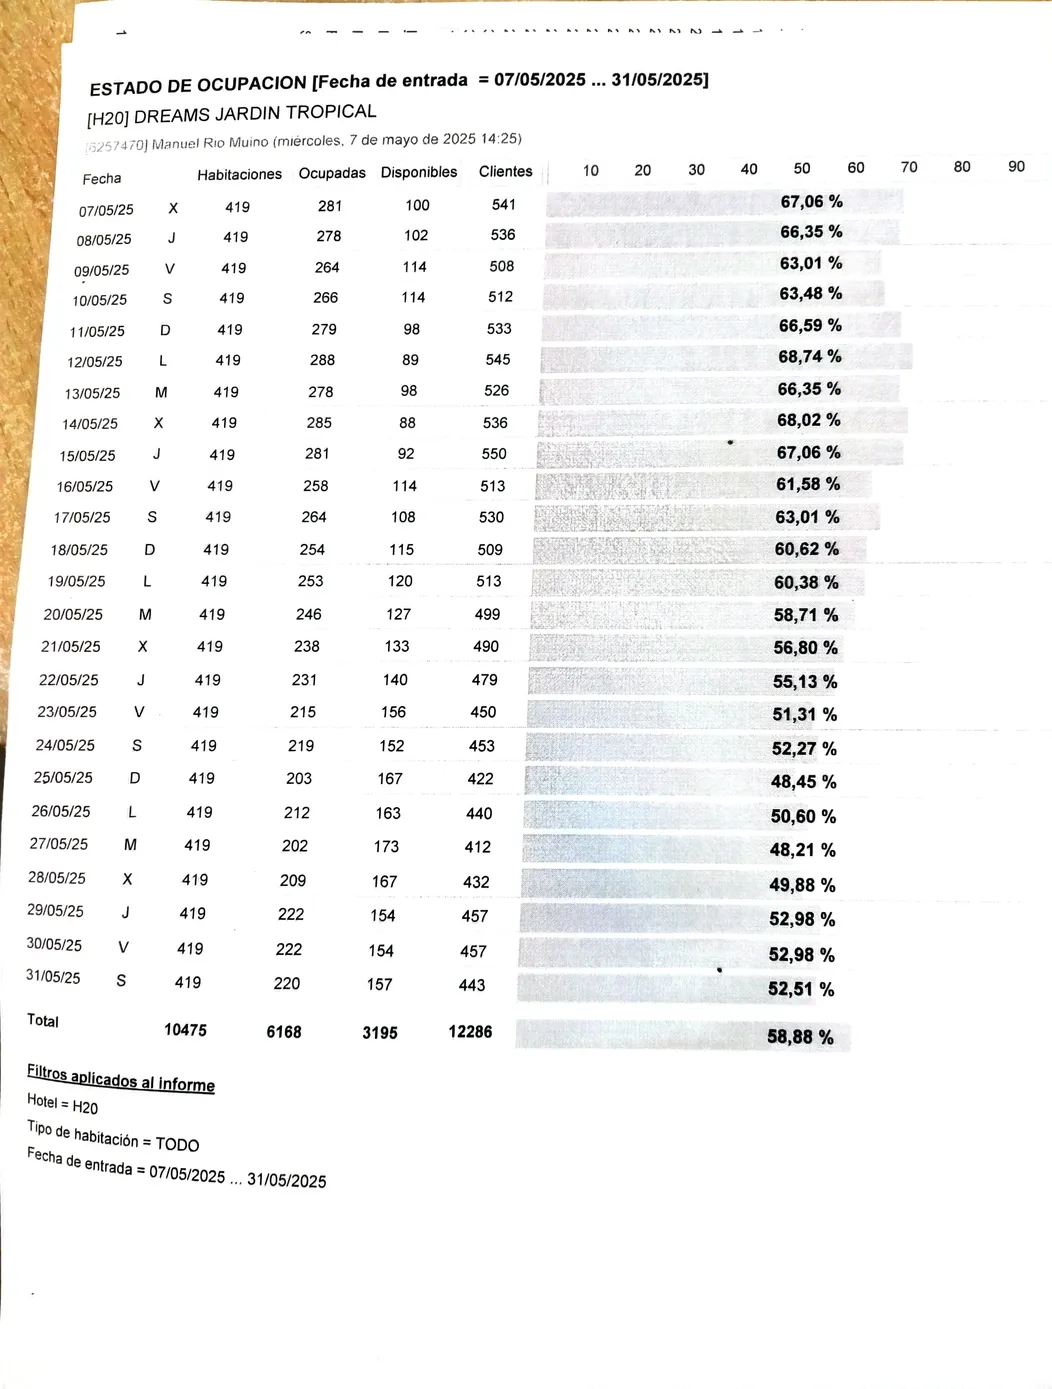 ESTADO DE OCUPACION [Fecha de entrada = 07/05/2025 ... 31/05/2025]
[H20] DREAMS JARDIN TROPICAL
[6257470] Manuel Rio Muino (miércoles, 7 de mayo de 2025 14:25)
Fecha Habitaciones Ocupadas Disponibles Clientes 10 20 30 40 50 60 70 80 90
07/05/25 X 419 281 100 541 67,06 %
08/05/25 J 419 278 102 536 66,35 %
09/05/25 V 419 264 114 508 63,01 %
10/05/25 S 419 266 114 512 63,48 %
11/05/25 D 419 279 98 533 66,59 %
12/05/25 L 419 288 89 545 68,74 %
13/05/25 M 419 278 98 526 66,35 %
14/05/25 X 419 285 88 536 68,02 %
15/05/25 J 419 281 92 550 67,06 %
16/05/25 V 419 258 114 513 61,58 %
17/05/25 S 419 264 108 530 63,01 %
18/05/25 D 419 254 115 509 60,62 %
19/05/25 L 419 253 120 513 60,38 %
20/05/25 M 419 246 127 499 58,71 %
21/05/25 X 419 238 133 490 56,80 %
22/05/25 J 419 231 140 479 55,13 %
23/05/25 V 419 215 156 450 51,31 %
24/05/25 S 419 219 152 453 52,27 %
25/05/25 D 419 203 167 422 48,45 %
26/05/25 L 419 212 163 440 50,60 %
27/05/25 M 419 202 173 412 48,21 %
28/05/25 X 419 209 167 432 49,88 %
29/05/25 J 419 222 154 457 52,98 %
30/05/25 V 419 222 154 457 52,98 %
31/05/25 S 419 220 157 443 52,51 %
Total 10475 6168 3195 12286 58,88 %
Filtros aplicados al informe
Hotel = H20
Tipo de habitación = TODO
Fecha de entrada = 07/05/2025 ... 31/05/2025